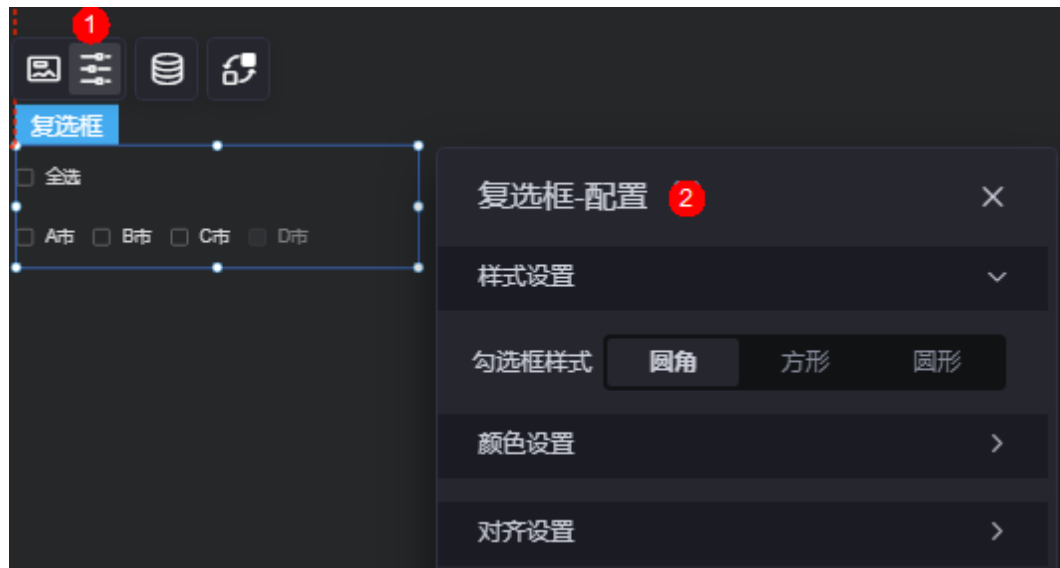 1
复选框
全选
A市 B市 C市 D市
复选框-配置 2
样式设置
勾选框样式 圆角 方形 圆形
颜色设置
对齐设置